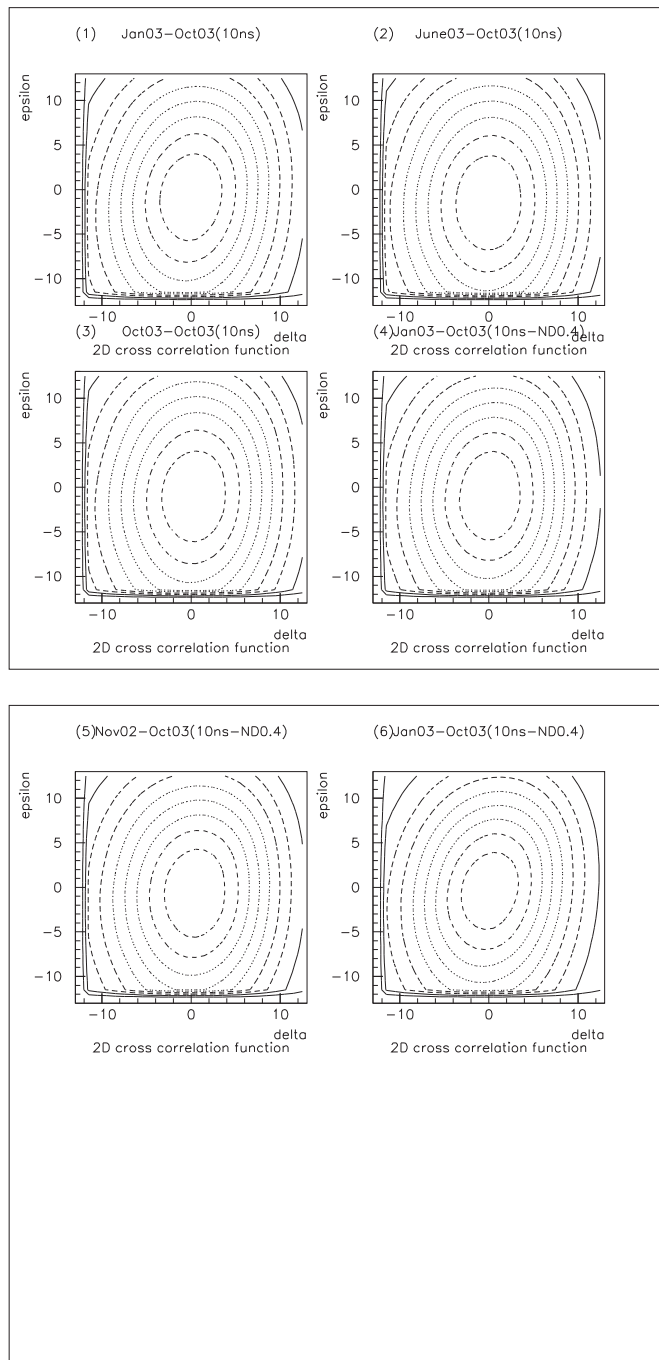 (1) Jan03-Oct03(10ns)
(2) June03-Oct03(10ns)
epsilon
10
5
0
-5
-10
-10 0 10
delta
2D cross correlation function
epsilon
10
5
0
-5
-10
-10 0 10
delta
2D cross correlation function
(3) Oct03-Oct03(10ns)
(4)Jan03-Oct03(10ns-ND0.4)
epsilon
10
5
0
-5
-10
-10 0 10
delta
2D cross correlation function
epsilon
10
5
0
-5
-10
-10 0 10
delta
2D cross correlation function
(5)Nov02-Oct03(10ns-ND0.4)
(6)Jan03-Oct03(10ns-ND0.4)
epsilon
10
5
0
-5
-10
-10 0 10
delta
2D cross correlation function
epsilon
10
5
0
-5
-10
-10 0 10
delta
2D cross correlation function